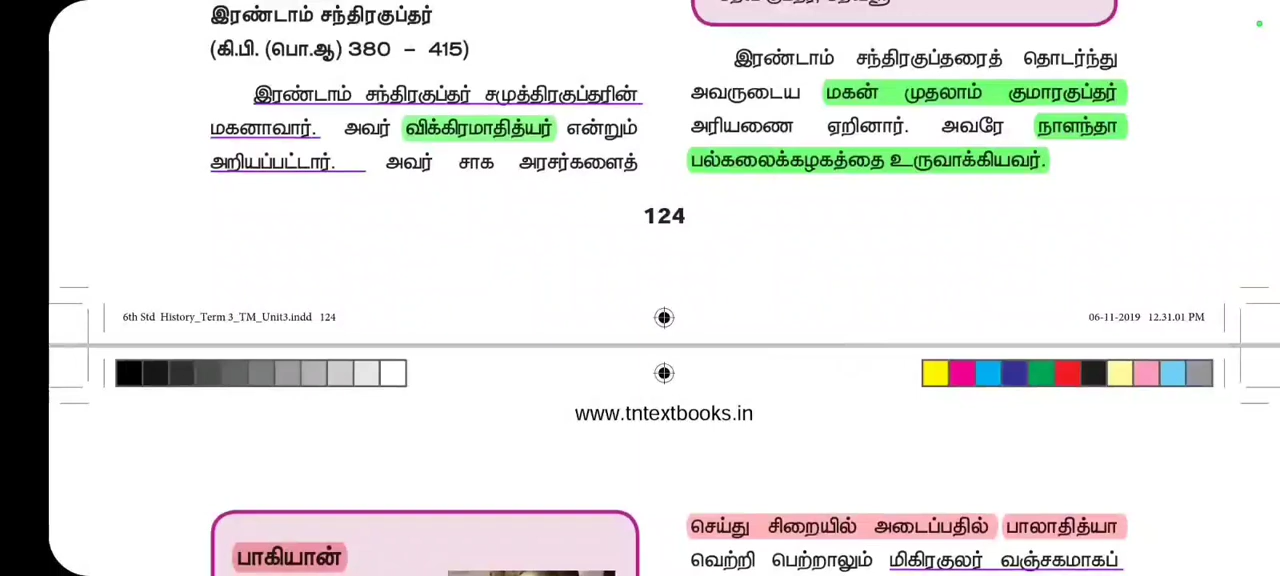 இரண்டாம் சந்திரகுப்தர்
(கி.பி. (பொ.ஆ) 380 – 415)
இரண்டாம் சந்திரகுப்தர் சமுத்திரகுப்தரின்
மகனாவார். அவர் விக்கிரமாதித்யர் என்றும்
அறியப்பட்டார். அவர் சாக அரசர்களைத்
இரண்டாம் சந்திரகுப்தரைத் தொடர்ந்து
அவருடைய மகன் முதலாம் குமாரகுப்தர்
அரியணை ஏறினார். அவரே நாளந்தா
பல்கலைக்கழகத்தை உருவாக்கியவர்.
124
6th Std History_Term 3_TM_Unit3.indd 124
06-11-2019 12.31.01 PM
www.tntextbooks.in
பாகியான்
செய்து சிறையில் அடைப்பதில் பாலாதித்யா
வெற்றி பெற்றாலும் மிகிரகுலர் வஞ்சகமாகப்